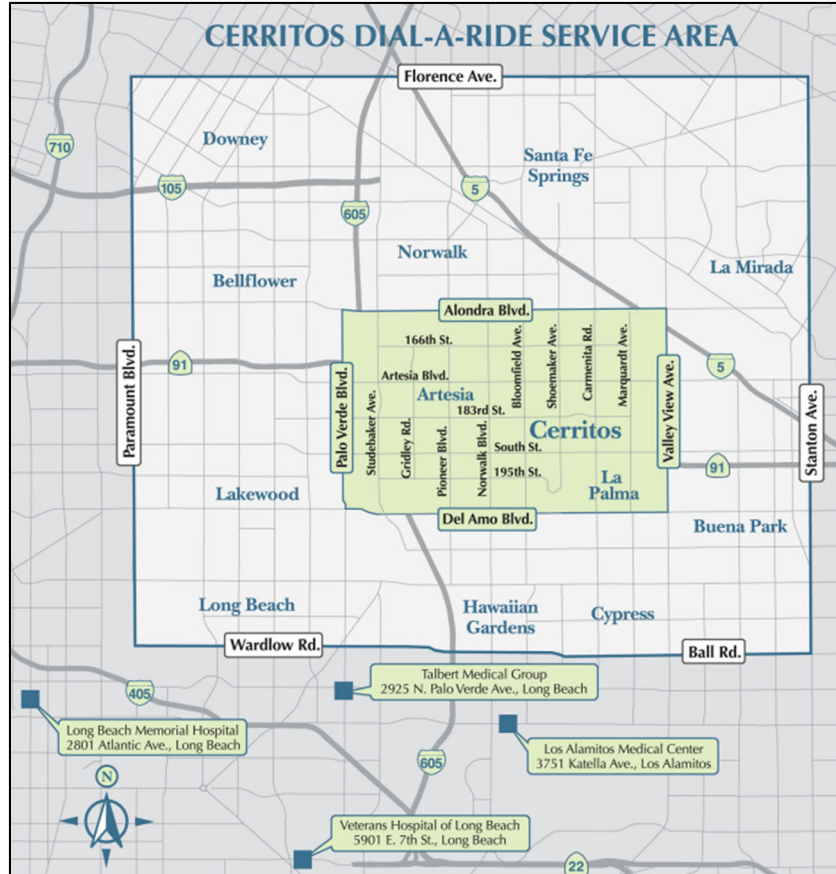 CERRITOS DIAL-A-RIDE SERVICE AREA
Florence Ave.
Downey
710
Santa Fe
Springs
105
5
605
Norwalk
La Mirada
Bellflower
Alondra Blvd.
166th St.
Bloomfield Ave.
Shoemaker Ave.
Carmenita Rd.
Marquardt Ave.
91
5
Paramount Blvd.
Palo Verde Blvd.
Artesia Blvd.
Artesia
Studebaker Ave.
183rd St.
Valley View Ave.
Stanton Ave.
Gridley Rd.
Pioneer Blvd.
Norwalk Blvd.
Cerritos
South St.
195th St.
91
La
Palma
Lakewood
Del Amo Blvd.
Buena Park
Long Beach
Hawaiian
Gardens
Cypress
Wardlow Rd.
Ball Rd.
Talbert Medical Group
2925 N. Palo Verde Ave., Long Beach
405
Long Beach Memorial Hospital
2801 Atlantic Ave., Long Beach
Los Alamitos Medical Center
3751 Katella Ave., Los Alamitos
605
N
Veterans Hospital of Long Beach
5901 E. 7th St., Long Beach
22